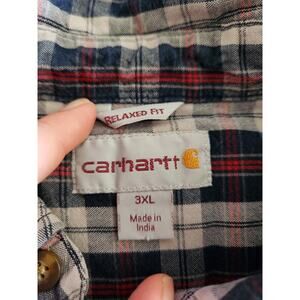 RELAXED FIT
carhartt
3XL
Made in
India